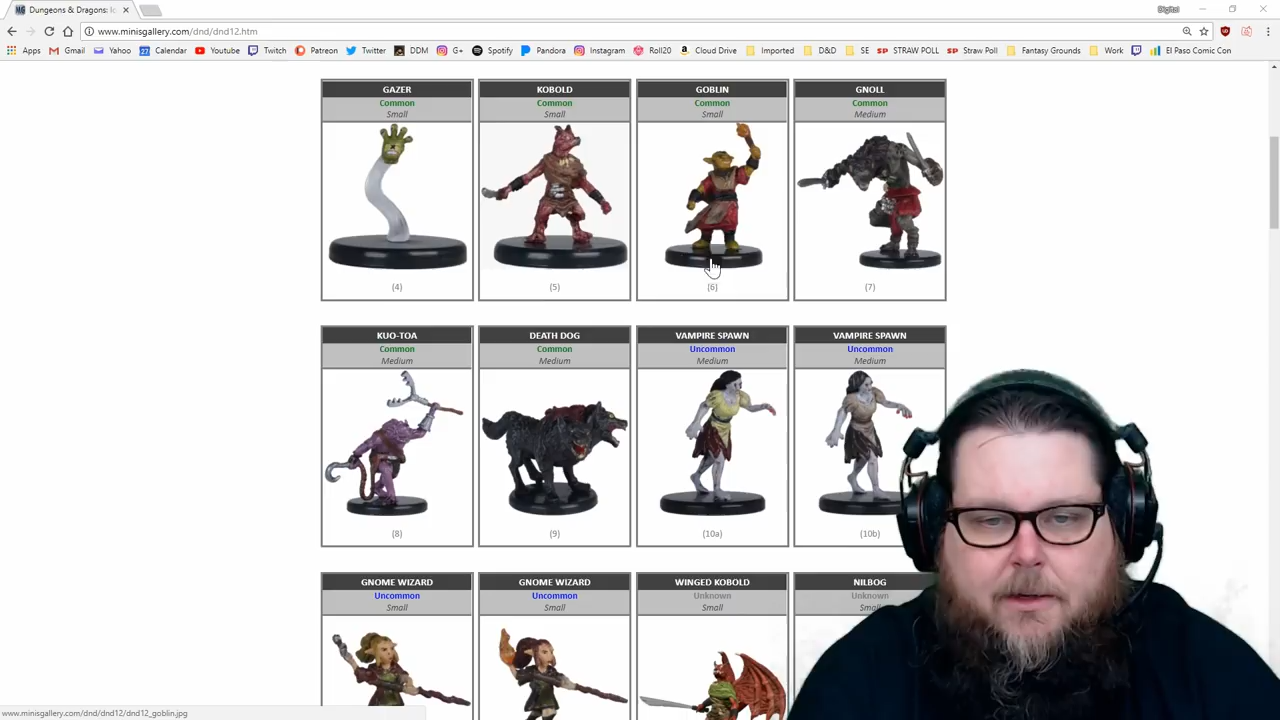 Dungeons & Dragons: Ic
Digital
www.minisgallery.com/dnd/dnd12.htm
Apps Gmail Yahoo Calendar Youtube Twitch Patreon Twitter DDM G+ Spotify Pandora Instagram Roll20 Cloud Drive Imported D&D SE STRAW POLL Straw Poll Fantasy Grounds Work El Paso Comic Con
GAZER KOBOLD GOBLIN GNOLL
Common Common Common Common
Small Small Small Medium
(4) (5) (6) (7)
KUO-TOA DEATH DOG VAMPIRE SPAWN VAMPIRE SPAWN
Common Common Uncommon Uncommon
Medium Medium Medium Medium
(8) (9) (10a) (10b)
GNOME WIZARD GNOME WIZARD WINGED KOBOLD NILBOG
Uncommon Uncommon Unknown Unknown
Small Small Small Small
www.minisgallery.com/dnd/dnd12/dnd12_goblin.jpg